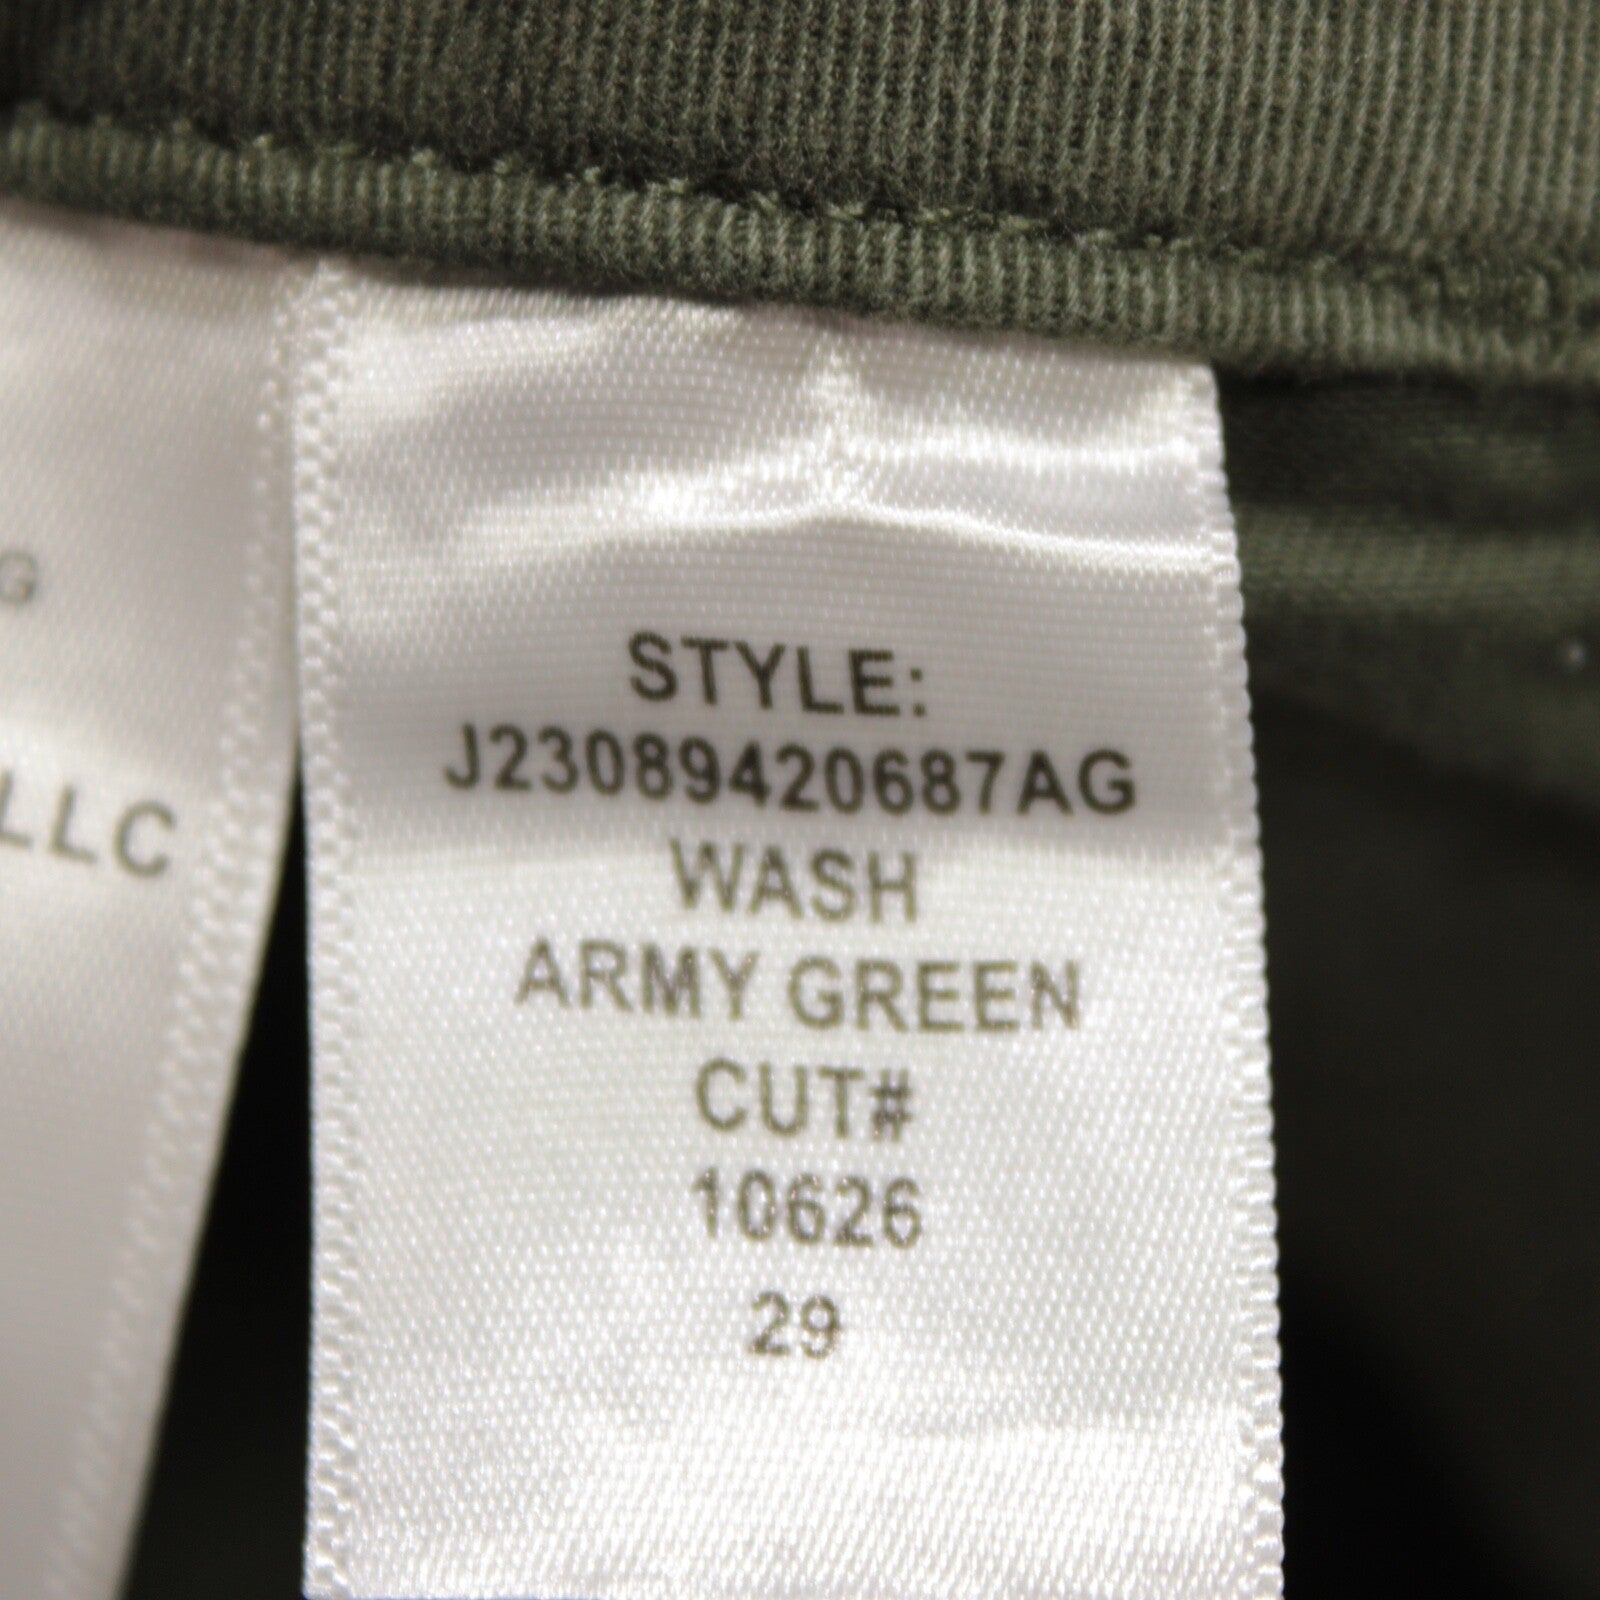 G
LLC
STYLE:
J23089420687AG
WASH
ARMY GREEN
CUT#
10626
29